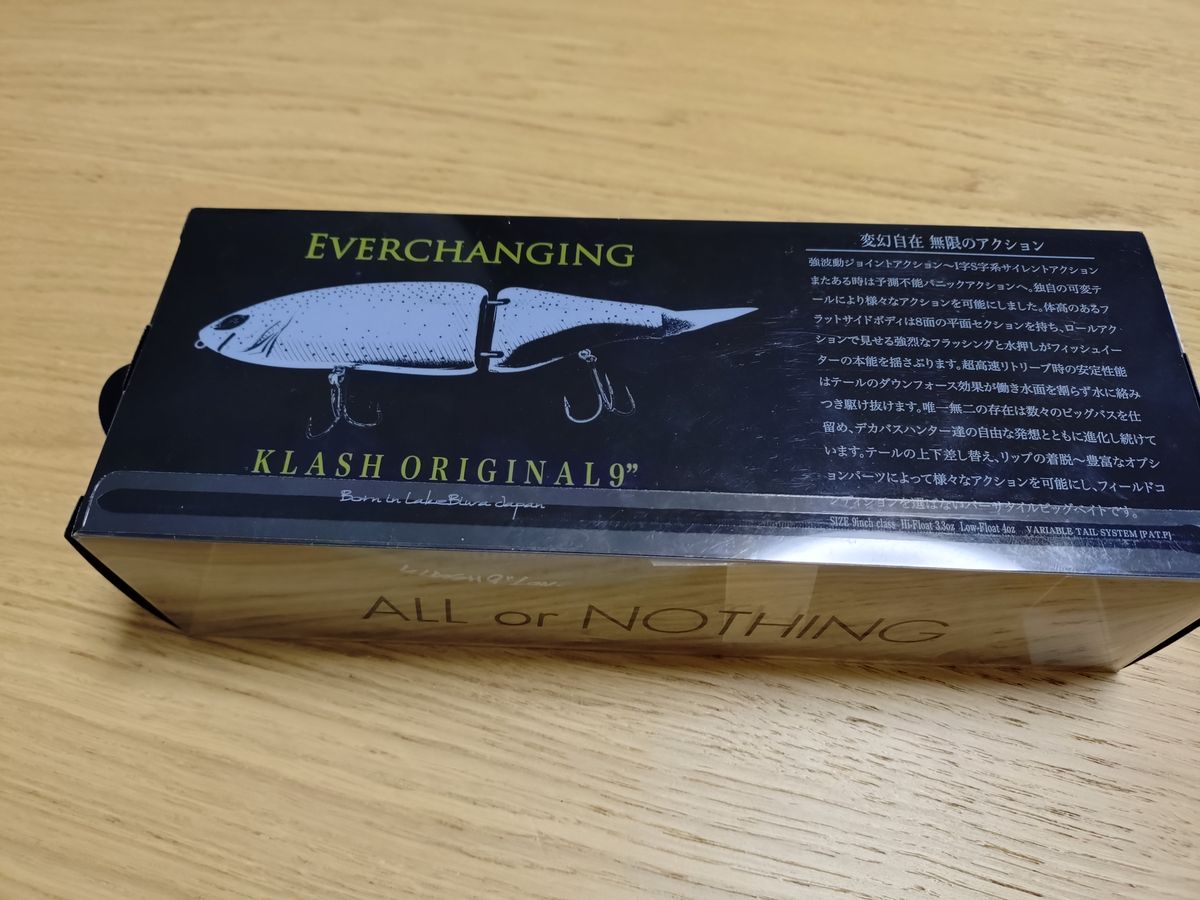 EVERCHANGING
KLASH ORIGINAL 9”
Born in Lake Biwa Japan
変幻自在 無限のアクション
強波動ジョイントアクション〜I字S字系サイレントアクション
またある時は予測不能パニックアクションへ。独自の可変テ
ールにより様々なアクションを可能にしました。体高のあるフ
ラットサイドボディは8面の平面セクションを持ち、ロールアク
ションで見せる強烈なフラッシングと水押しがフィッシュイー
ターの本能を揺さぶります。超高速リトリーブ時の安定性能
はテールのダウンフォース効果が働き水面を割らず水に絡み
つき駆け抜けます。唯一無二の存在は数々のビッグバスを仕
留め、デカバスハンター達の自由な発想とともに進化し続けて
います。テールの上下差し替え、リップの着脱〜豊富なオプシ
ョンパーツによって様々なアクションを可能にし、フィールドコ
ンディションを選ばないバーサタイルビッグベイトです。
SIZE 9inch class Hi-Float 3.3oz Low-Float 4oz VARIABLE TAIL SYSTEM [PAT.P]
ALL or NOTHING